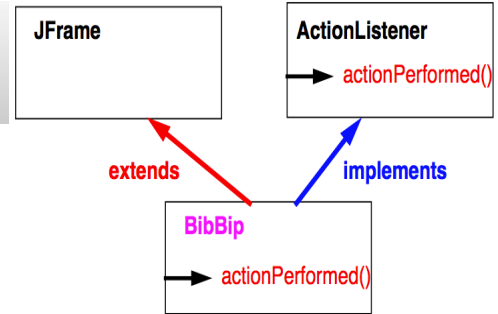 JFrame
ActionListener
actionPerformed()
extends
implements
BibBip
actionPerformed()